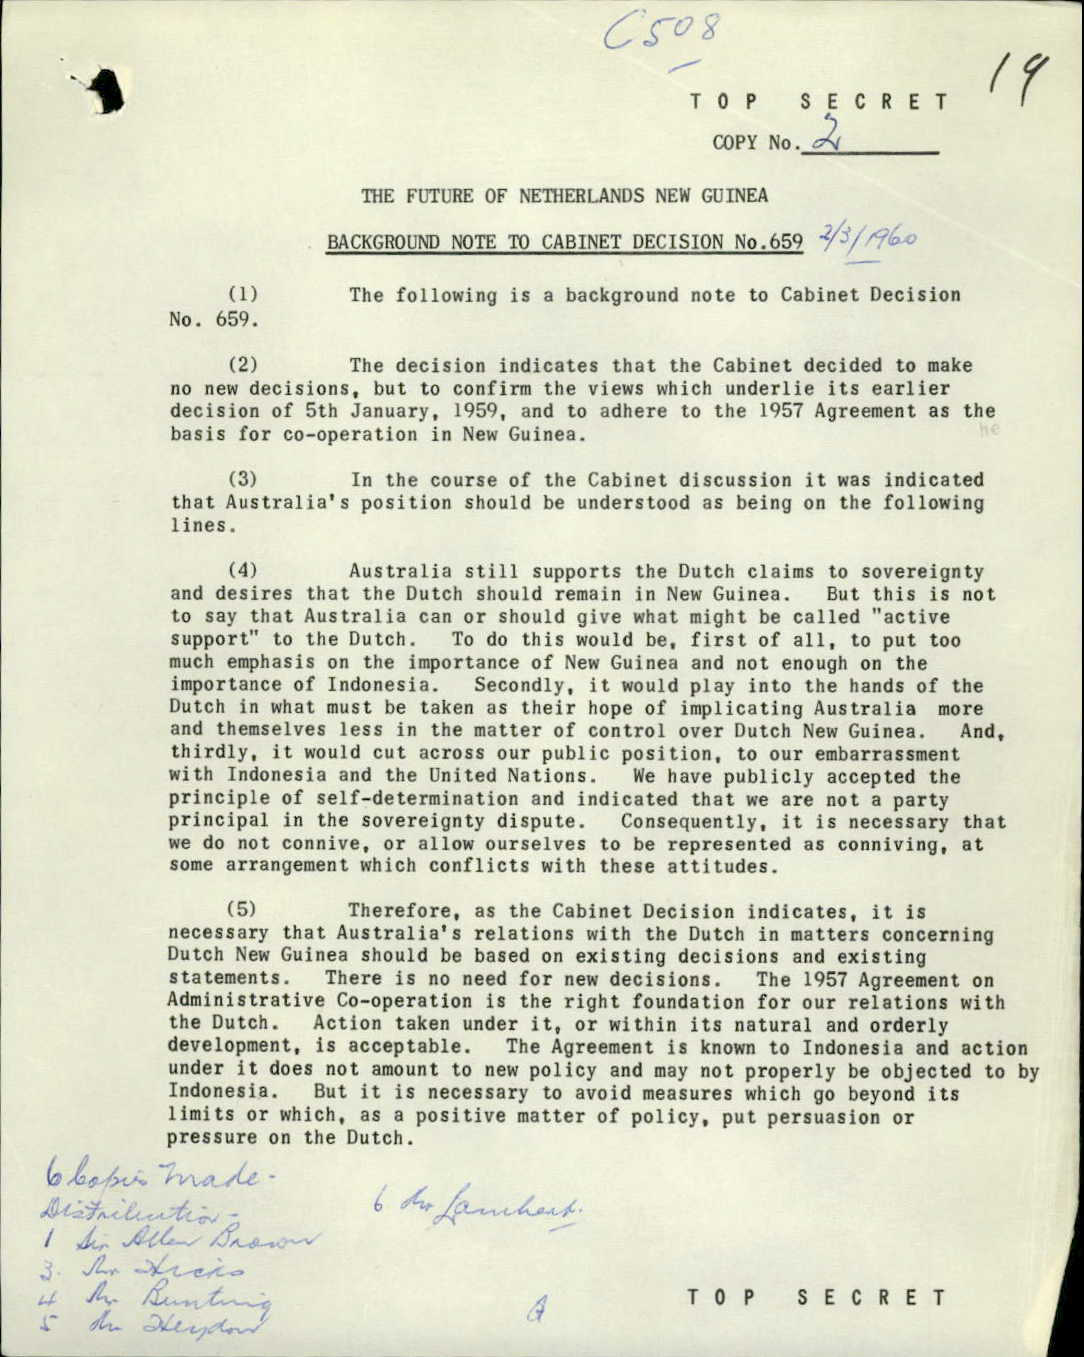 C508
19
TOP SECRET
COPY No. 2
THE FUTURE OF NETHERLANDS NEW GUINEA
BACKGROUND NOTE TO CABINET DECISION No.659 2/3/1960
(1) The following is a background note to Cabinet Decision
No. 659.
(2) The decision indicates that the Cabinet decided to make
no new decisions, but to confirm the views which underlie its earlier
decision of 5th January, 1959, and to adhere to the 1957 Agreement as the
basis for co-operation in New Guinea.
(3) In the course of the Cabinet discussion it was indicated
that Australia's position should be understood as being on the following
lines.
(4) Australia still supports the Dutch claims to sovereignty
and desires that the Dutch should remain in New Guinea. But this is not
to say that Australia can or should give what might be called "active
support" to the Dutch. To do this would be, first of all, to put too
much emphasis on the importance of New Guinea and not enough on the
importance of Indonesia. Secondly, it would play into the hands of the
Dutch in what must be taken as their hope of implicating Australia more
and themselves less in the matter of control over Dutch New Guinea. And,
thirdly, it would cut across our public position, to our embarrassment
with Indonesia and the United Nations. We have publicly accepted the
principle of self-determination and indicated that we are not a party
principal in the sovereignty dispute. Consequently, it is necessary that
we do not connive, or allow ourselves to be represented as conniving, at
some arrangement which conflicts with these attitudes.
(5) Therefore, as the Cabinet Decision indicates, it is
necessary that Australia's relations with the Dutch in matters concerning
Dutch New Guinea should be based on existing decisions and existing
statements. There is no need for new decisions. The 1957 Agreement on
Administrative Co-operation is the right foundation for our relations with
the Dutch. Action taken under it, or within its natural and orderly
development, is acceptable. The Agreement is known to Indonesia and action
under it does not amount to new policy and may not properly be objected to by
Indonesia. But it is necessary to avoid measures which go beyond its
limits or which, as a positive matter of policy, put persuasion or
pressure on the Dutch.
6 Copies made -
Distribution -
1 Sir Allen Brown
3. Mr Hicks
4 Mr Bunting
5 Mr Heydon
6 Mr Lambert.
TOP SECRET